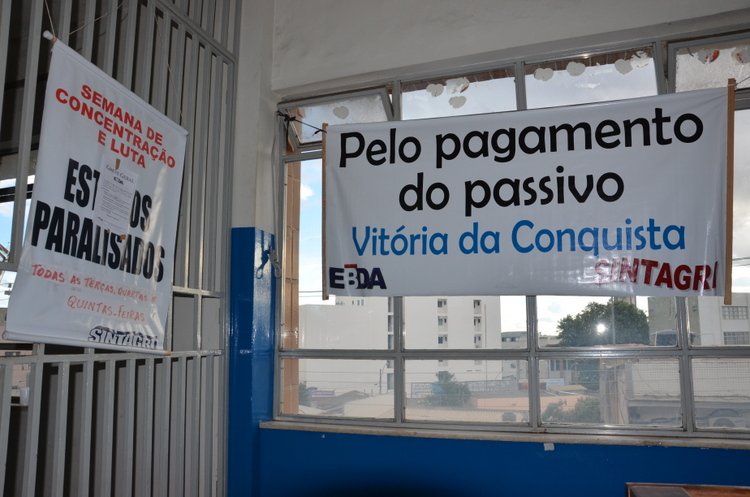 SEMANA DE
CONCENTRAÇÃO
E LUTA
PARALISADOS
TODAS AS TERÇAS, QUARTAS E
QUINTAS-FEIRAS
SINTAGRI
Pelo pagamento
do passivo
Vitória da Conquista
EBDA SINTAGRI